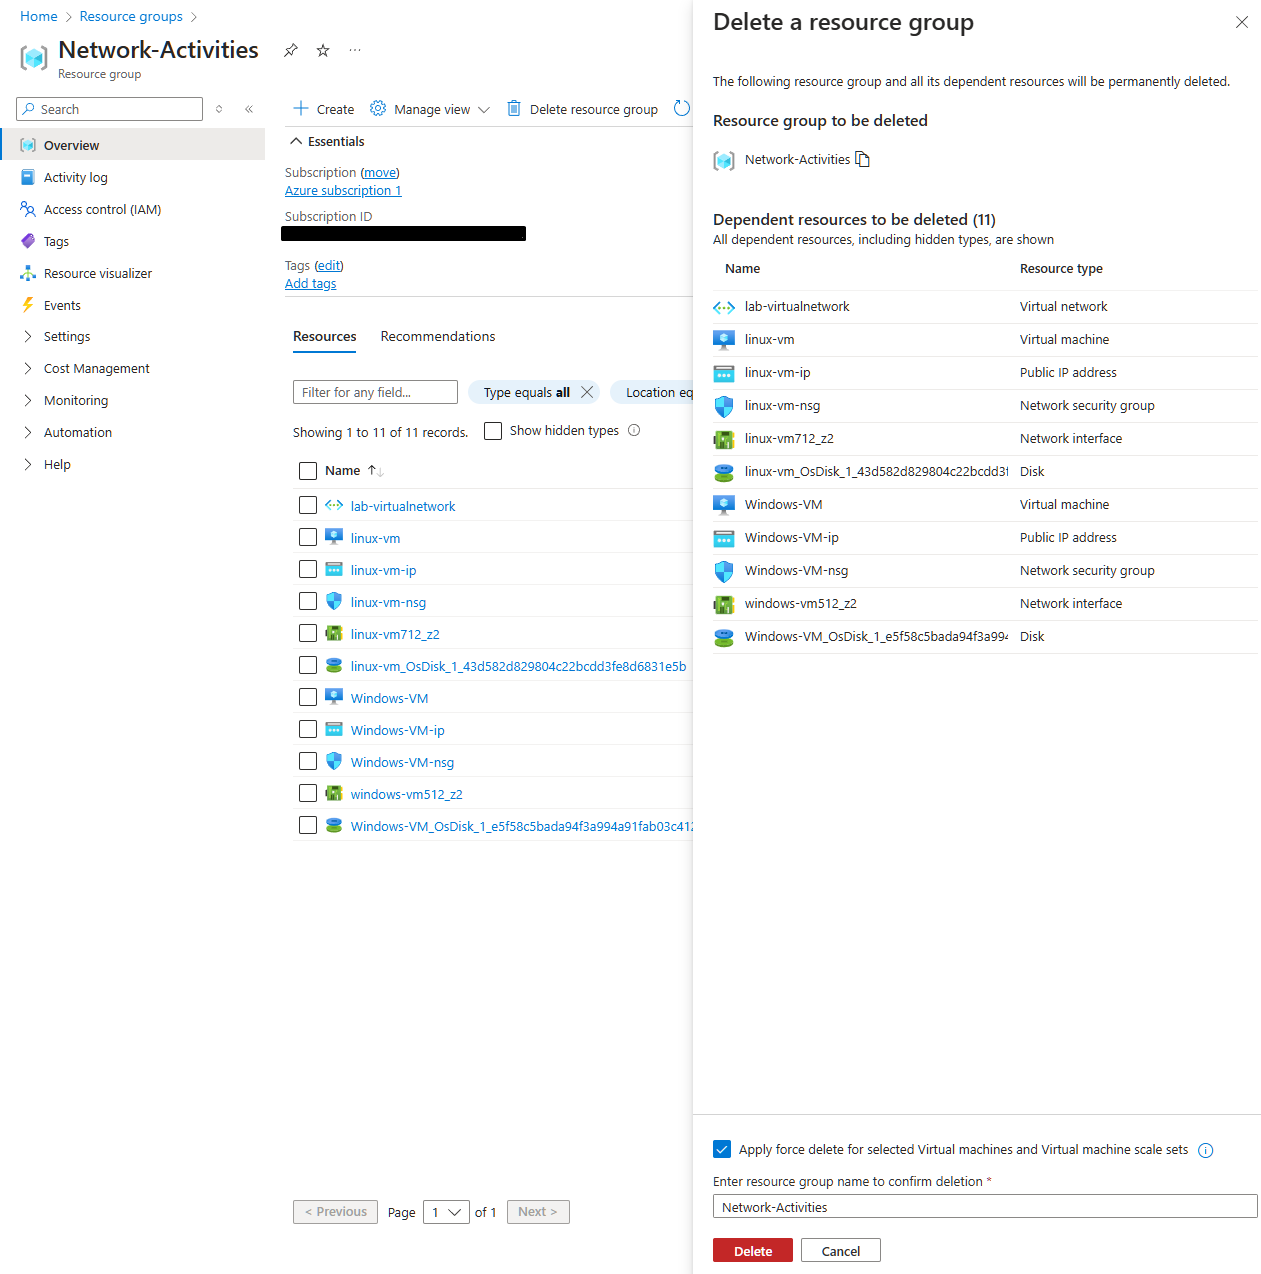 Home > Resource groups >
Network-Activities
Resource group
Search
Overview
Activity log
Access control (IAM)
Tags
Resource visualizer
Events
Settings
Cost Management
Monitoring
Automation
Help
Create Manage view Delete resource group
Essentials
Subscription (move)
Azure subscription 1
Subscription ID
Tags (edit)
Add tags
Resources Recommendations
Filter for any field... Type equals all Location eq
Showing 1 to 11 of 11 records. Show hidden types
Name
lab-virtualnetwork
linux-vm
linux-vm-ip
linux-vm-nsg
linux-vm712_z2
linux-vm_OsDisk_1_43d582d829804c22bcdd3fe8d6831e5b
Windows-VM
Windows-VM-ip
Windows-VM-nsg
windows-vm512_z2
Windows-VM_OsDisk_1_e5f58c5bada94f3a994a91fab03c412
< Previous Page 1 of 1 Next >
Delete a resource group
The following resource group and all its dependent resources will be permanently deleted.
Resource group to be deleted
Network-Activities
Dependent resources to be deleted (11)
All dependent resources, including hidden types, are shown
Name Resource type
lab-virtualnetwork Virtual network
linux-vm Virtual machine
linux-vm-ip Public IP address
linux-vm-nsg Network security group
linux-vm712_z2 Network interface
linux-vm_OsDisk_1_43d582d829804c22bcdd3f Disk
Windows-VM Virtual machine
Windows-VM-ip Public IP address
Windows-VM-nsg Network security group
windows-vm512_z2 Network interface
Windows-VM_OsDisk_1_e5f58c5bada94f3a994 Disk
Apply force delete for selected Virtual machines and Virtual machine scale sets
Enter resource group name to confirm deletion *
Network-Activities
Delete Cancel